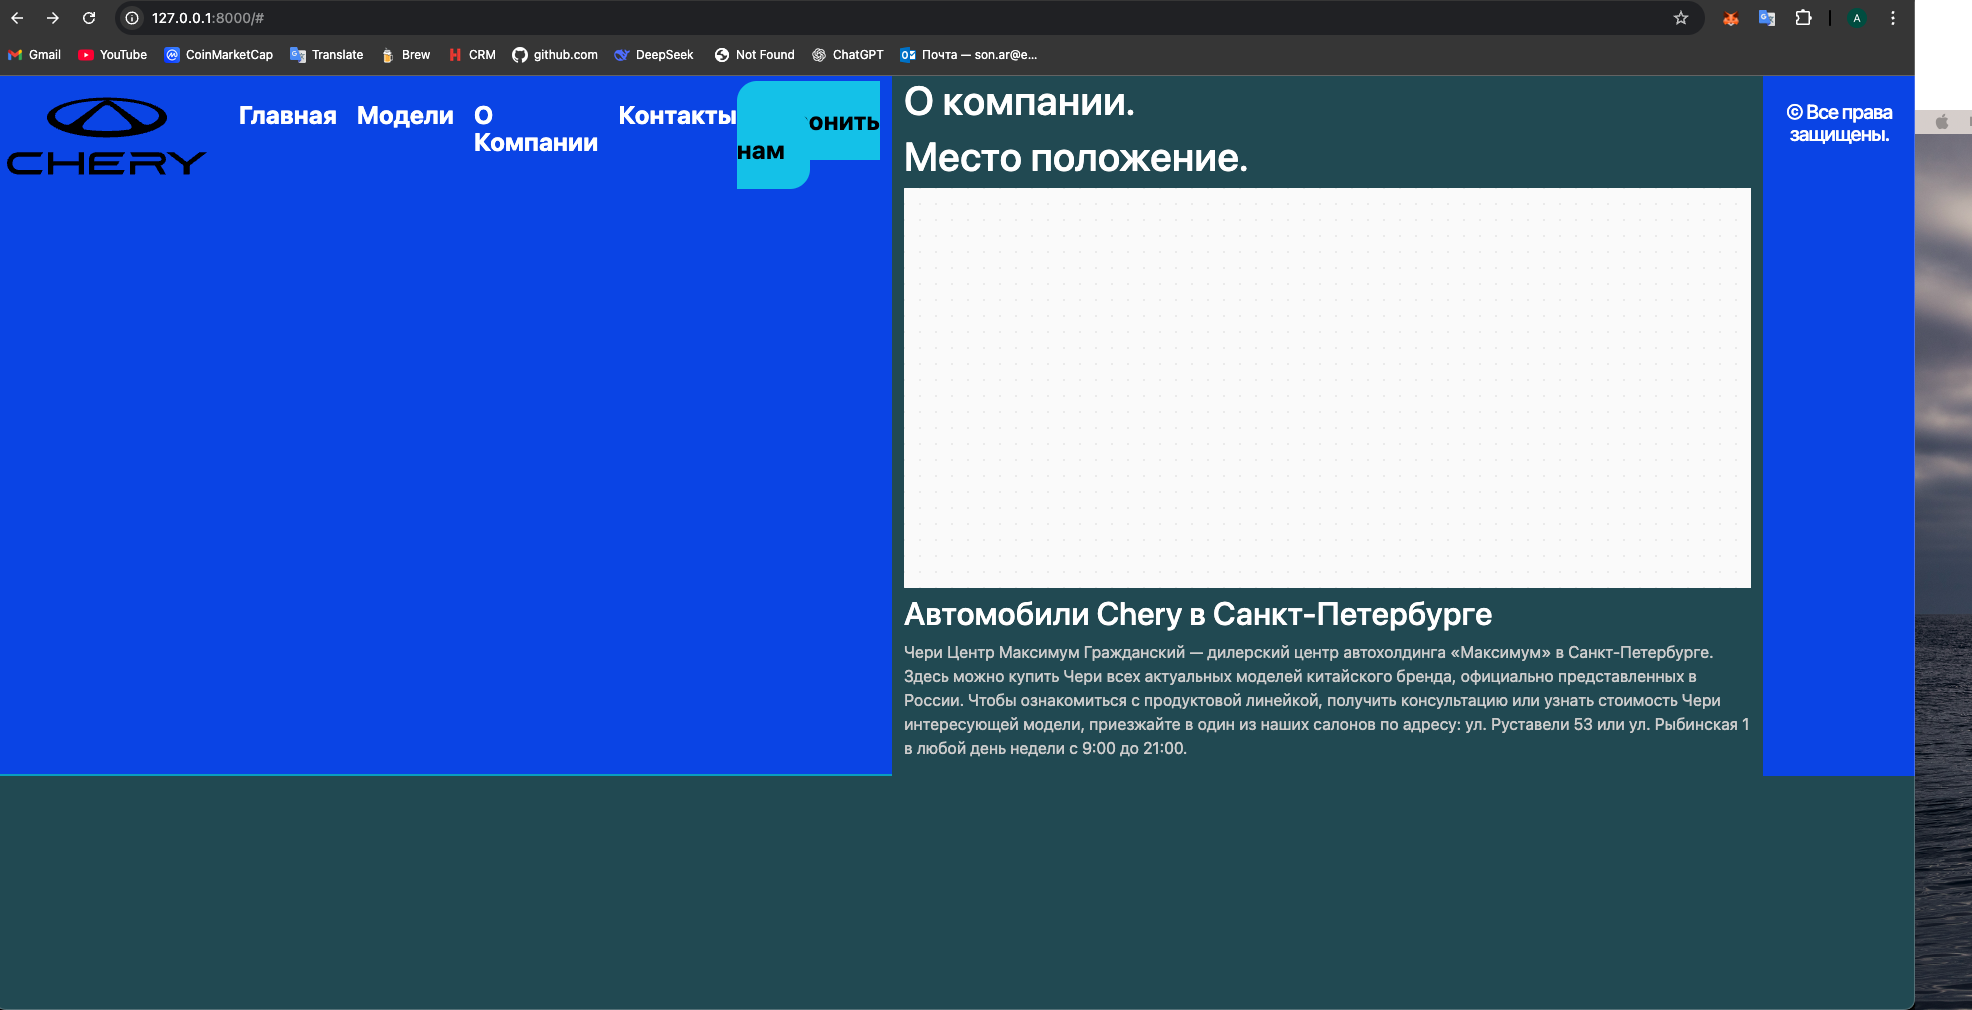 127.0.0.1:8000/#
A
Gmail
YouTube
CoinMarketCap
Translate
Brew
CRM
github.com
DeepSeek
Not Found
ChatGPT
Почта — son.ar@e...
CHERY
Главная
Модели
О
Компании
Контакты
онить
нам
О компании.
Место положение.
Автомобили Chery в Санкт-Петербурге
Чери Центр Максимум Гражданский — дилерский центр автохолдинга «Максимум» в Санкт-Петербурге.
Здесь можно купить Чери всех актуальных моделей китайского бренда, официально представленных в
России. Чтобы ознакомиться с продуктовой линейкой, получить консультацию или узнать стоимость Чери
интересующей модели, приезжайте в один из наших салонов по адресу: ул. Руставели 53 или ул. Рыбинская 1
в любой день недели с 9:00 до 21:00.
© Все права
защищены.